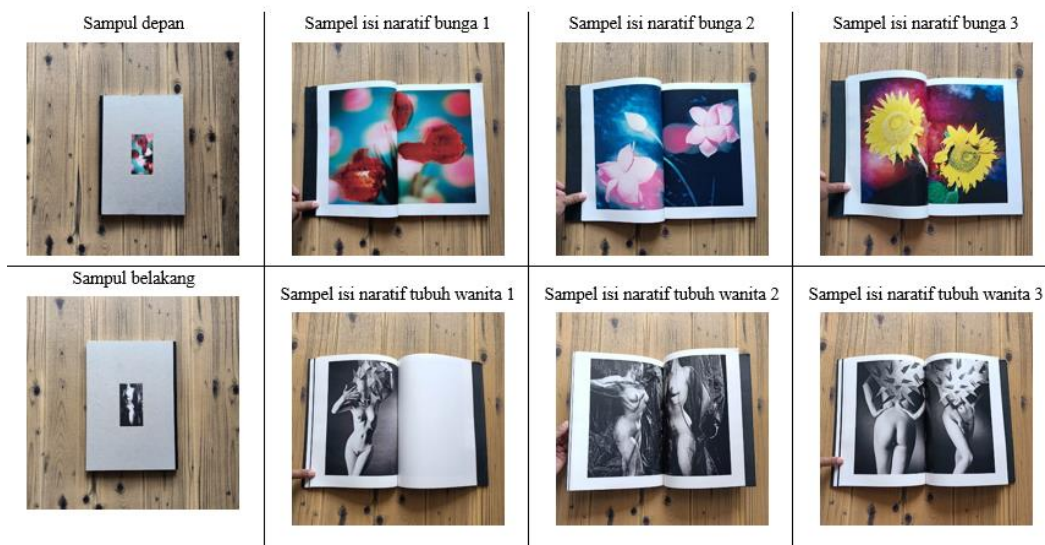 Sampul depan
Sampel isi naratif bunga 1
Sampel isi naratif bunga 2
Sampel isi naratif bunga 3
Sampul belakang
Sampel isi naratif tubuh wanita 1
Sampel isi naratif tubuh wanita 2
Sampel isi naratif tubuh wanita 3